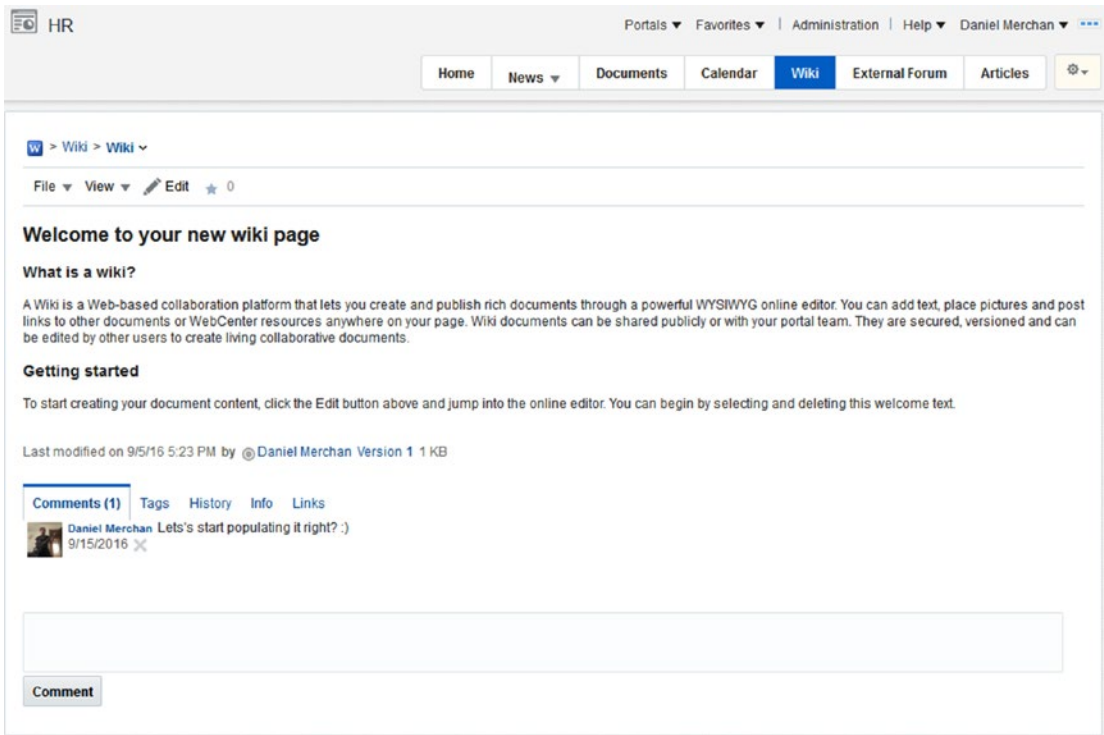 HR
Portals ▼ Favorites ▼ | Administration | Help ▼ Daniel Merchan ▼
Home News Documents Calendar Wiki External Forum Articles
W > Wiki > Wiki
File View Edit 0
Welcome to your new wiki page
What is a wiki?
A Wiki is a Web-based collaboration platform that lets you create and publish rich documents through a powerful WYSIWYG online editor. You can add text, place pictures and post
links to other documents or WebCenter resources anywhere on your page. Wiki documents can be shared publicly or with your portal team. They are secured, versioned and can
be edited by other users to create living collaborative documents.
Getting started
To start creating your document content, click the Edit button above and jump into the online editor. You can begin by selecting and deleting this welcome text.
Last modified on 9/5/16 5:23 PM by Daniel Merchan Version 1 1 KB
Comments (1) Tags History Info Links
Daniel Merchan Lets's start populating it right? :)
9/15/2016
Comment